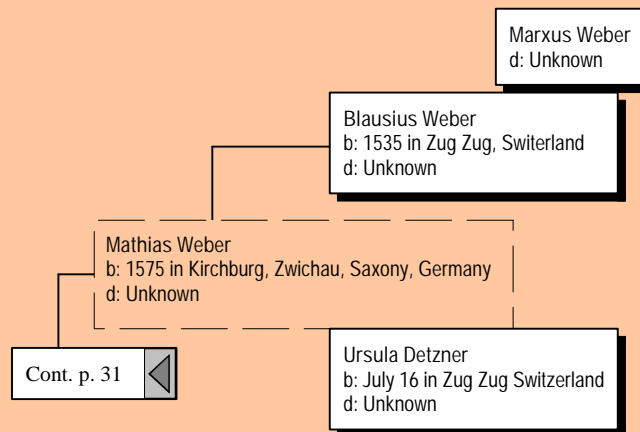 Marxus Weber
d: Unknown
Blausius Weber
b: 1535 in Zug Zug, Switerland
d: Unknown
Mathias Weber
b: 1575 in Kirchburg, Zwichau, Saxony, Germany
d: Unknown
Cont. p. 31
Ursula Detzner
b: July 16 in Zug Zug Switzerland
d: Unknown